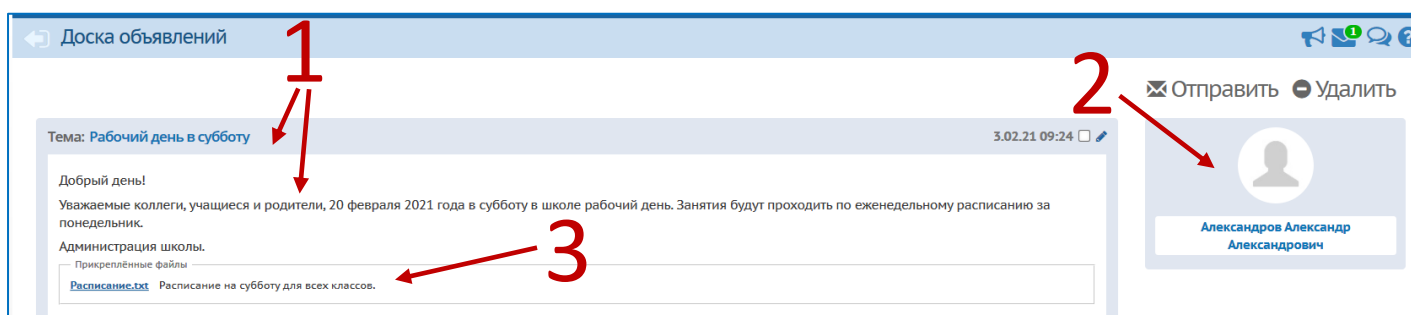 Доска объявлений
1
1
2
Отправить Удалить
Тема: Рабочий день в субботу
3.02.21 09:24
Добрый день!
Уважаемые коллеги, учащиеся и родители, 20 февраля 2021 года в субботу в школе рабочий день. Занятия будут проходить по еженедельному расписанию за
понедельник.
Администрация школы.
Александров Александр
Александрович
3
Прикреплённые файлы
Расписание.txt Расписание на субботу для всех классов.